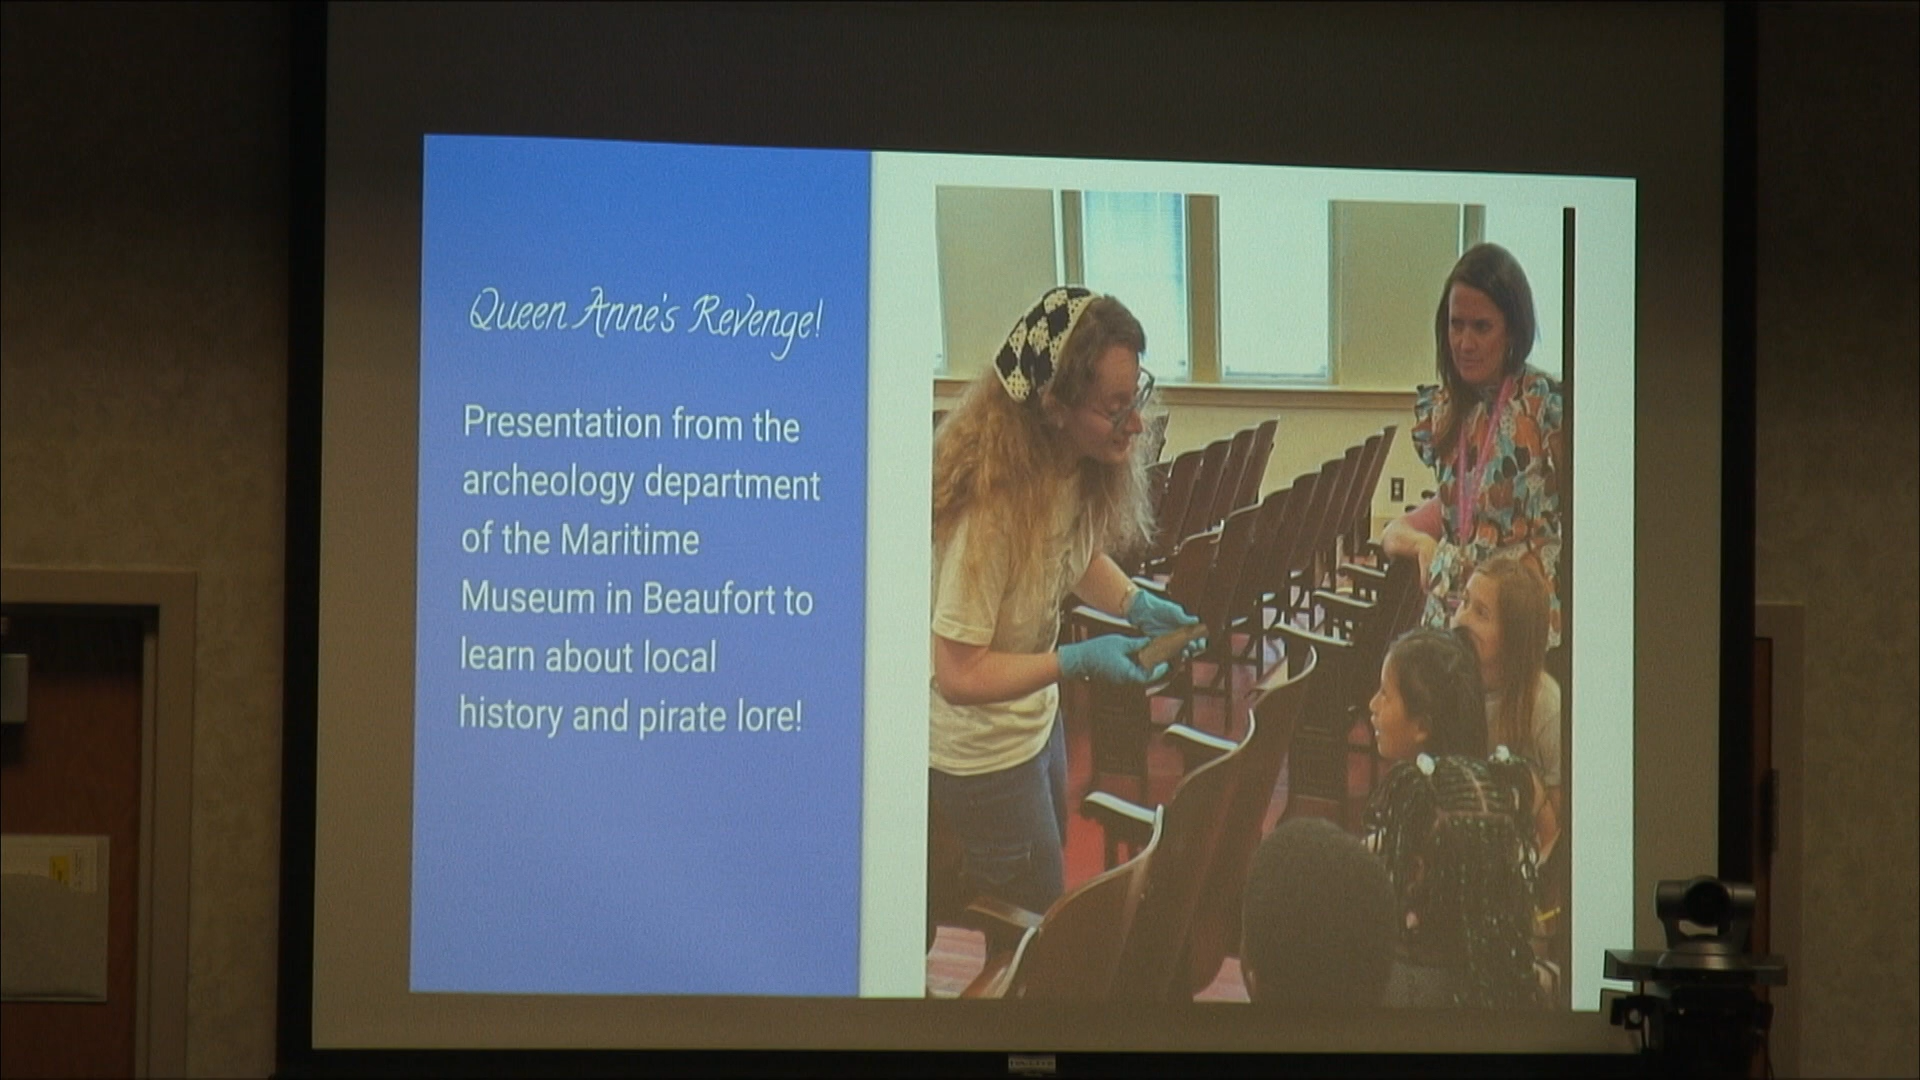 Queen Anne's Revenge!
Presentation from the
archeology department
of the Maritime
Museum in Beaufort to
learn about local
history and pirate lore!